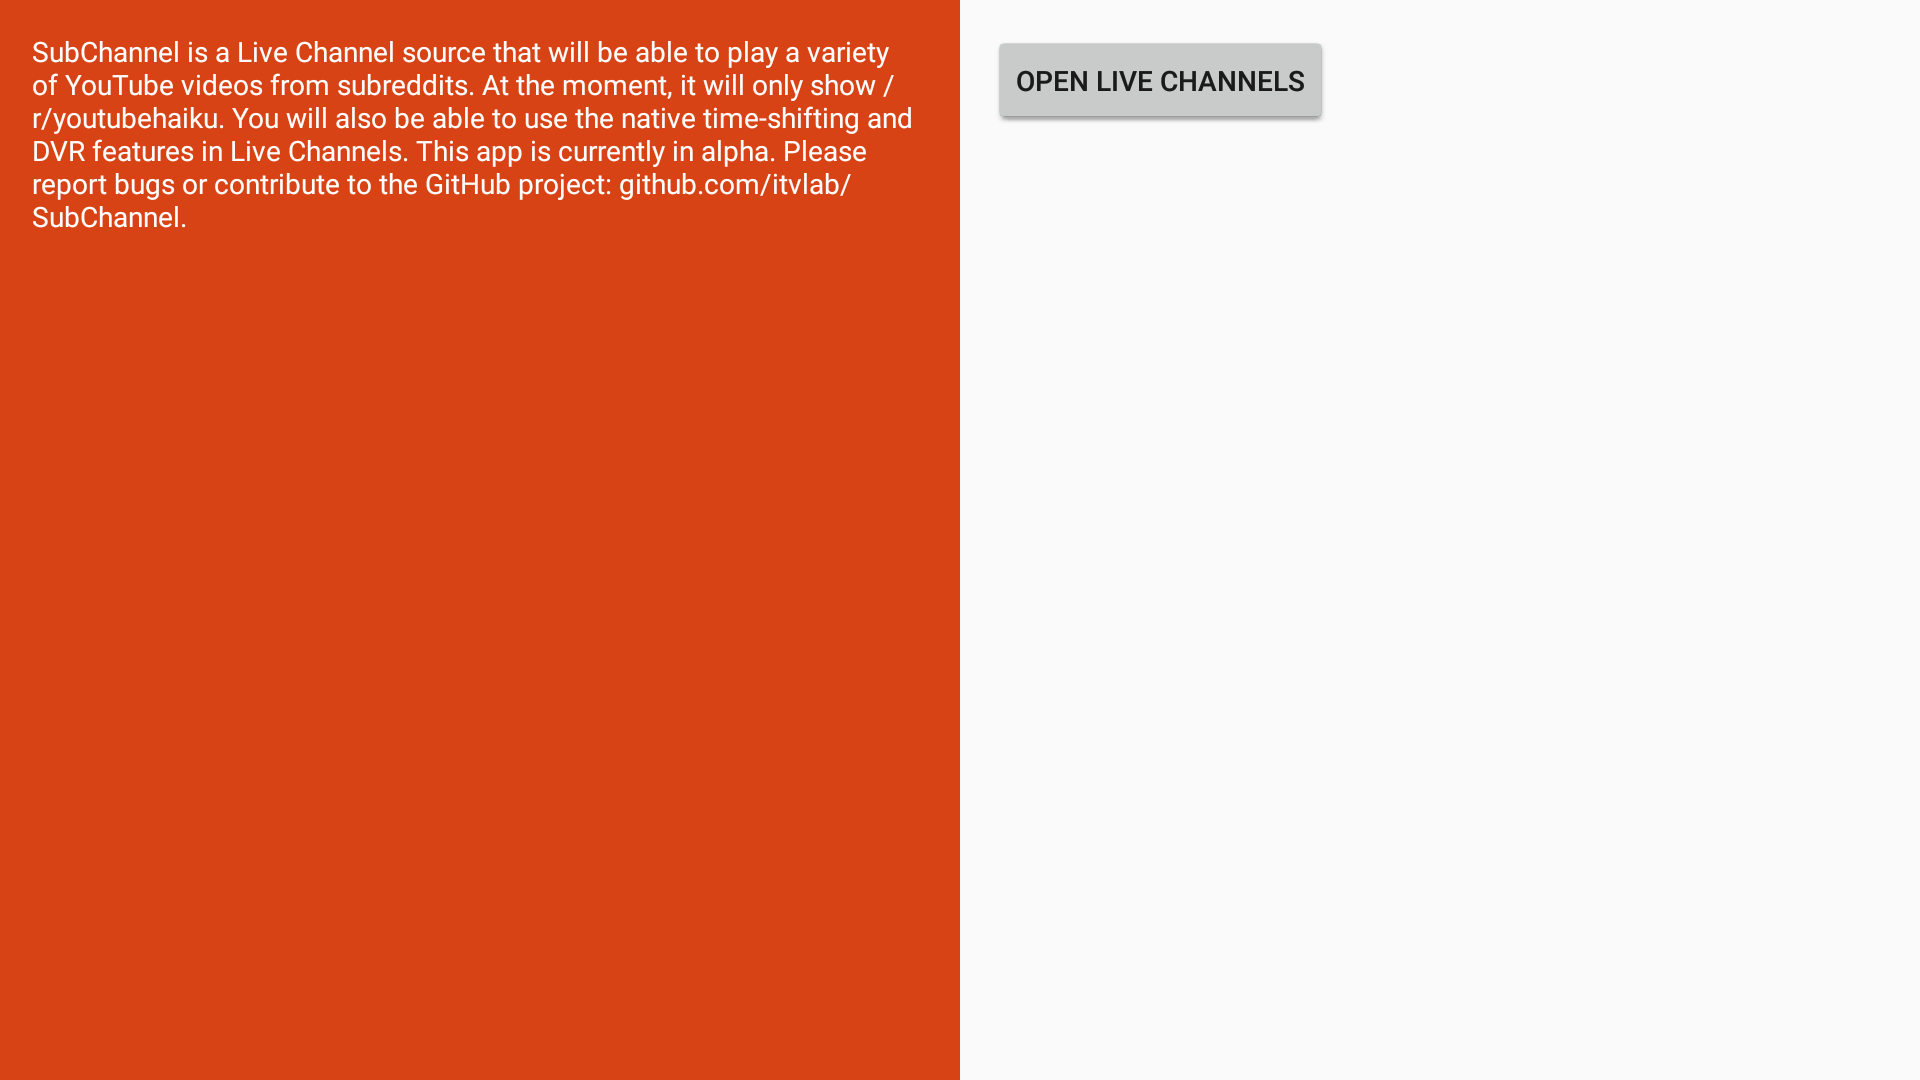 SubChannel is a Live Channel source that will be able to play a variety
of YouTube videos from subreddits. At the moment, it will only show /
r/youtubehaiku. You will also be able to use the native time-shifting and
DVR features in Live Channels. This app is currently in alpha. Please
report bugs or contribute to the GitHub project: github.com/itvlab/
SubChannel.
OPEN LIVE CHANNELS